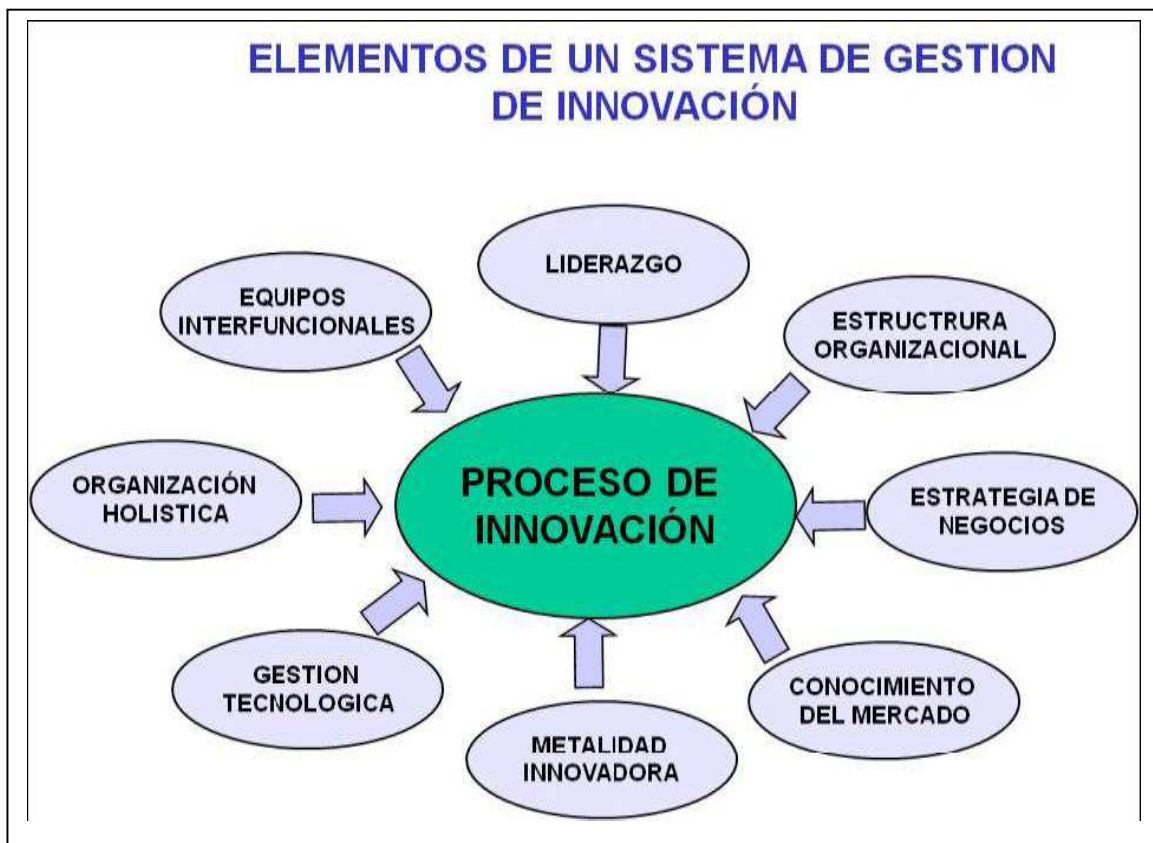 ELEMENTOS DE UN SISTEMA DE GESTION
DE INNOVACIÓN
LIDERAZGO
EQUIPOS
INTERFUNCIONALES
ESTRUCTRURA
ORGANIZACIONAL
ORGANIZACIÓN
HOLISTICA
PROCESO DE
INNOVACIÓN
ESTRATEGIA DE
NEGOCIOS
GESTION
TECNOLOGICA
CONOCIMIENTO
DEL MERCADO
METALIDAD
INNOVADORA